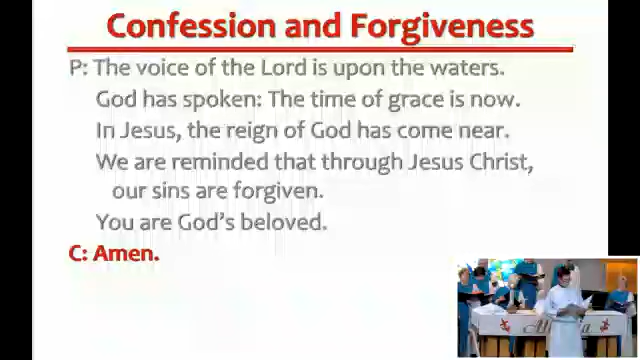 Confession and Forgiveness
P: The voice of the Lord is upon the waters.
God has spoken: The time of grace is now.
In Jesus, the reign of God has come near.
We are reminded that through Jesus Christ,
our sins are forgiven.
You are God's beloved.
C: Amen.